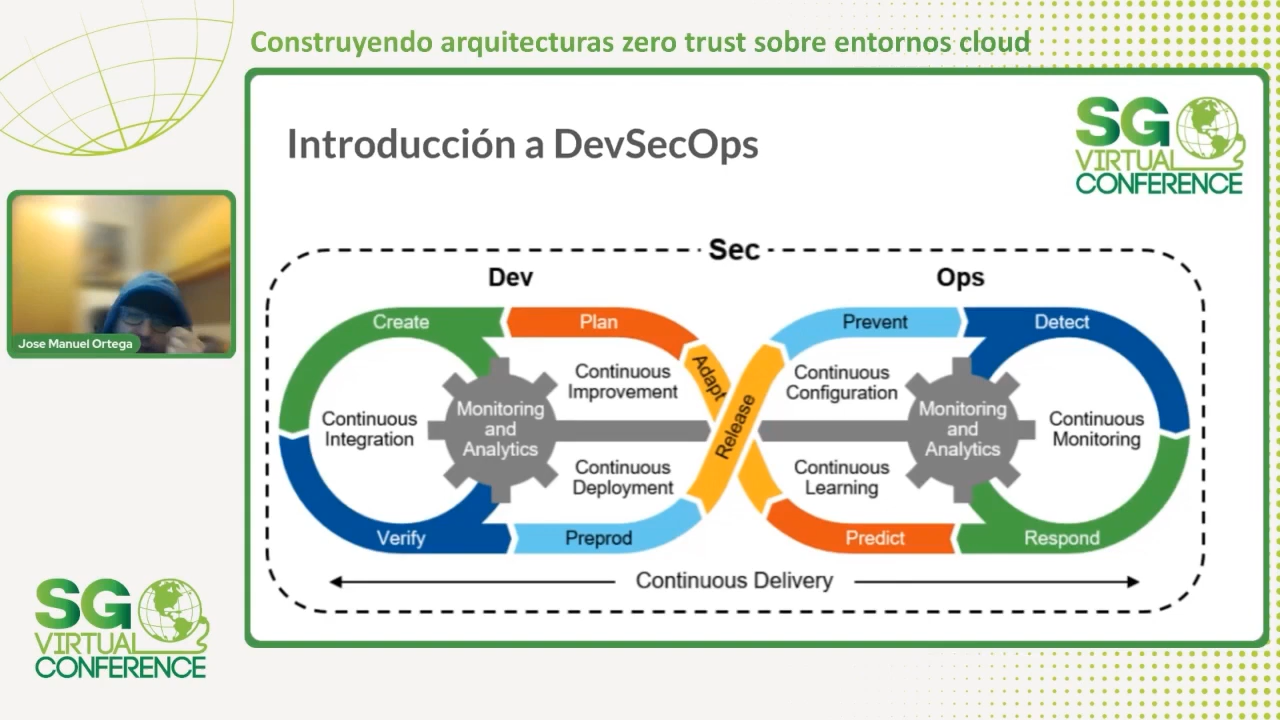 Construyendo arquitecturas zero trust sobre entornos cloud
SG
VIRTUAL
CONFERENCE
Introducción a DevSecOps
Jose Manuel Ortega
Sec
Dev
Ops
Create
Plan
Prevent
Detect
Adapt
Release
Continuous
Improvement
Continuous
Configuration
Continuous
Integration
Monitoring
and
Analytics
Monitoring
and
Analytics
Continuous
Monitoring
Continuous
Deployment
Continuous
Learning
Verify
Preprod
Predict
Respond
Continuous Delivery
SG
VIRTUAL
CONFERENCE